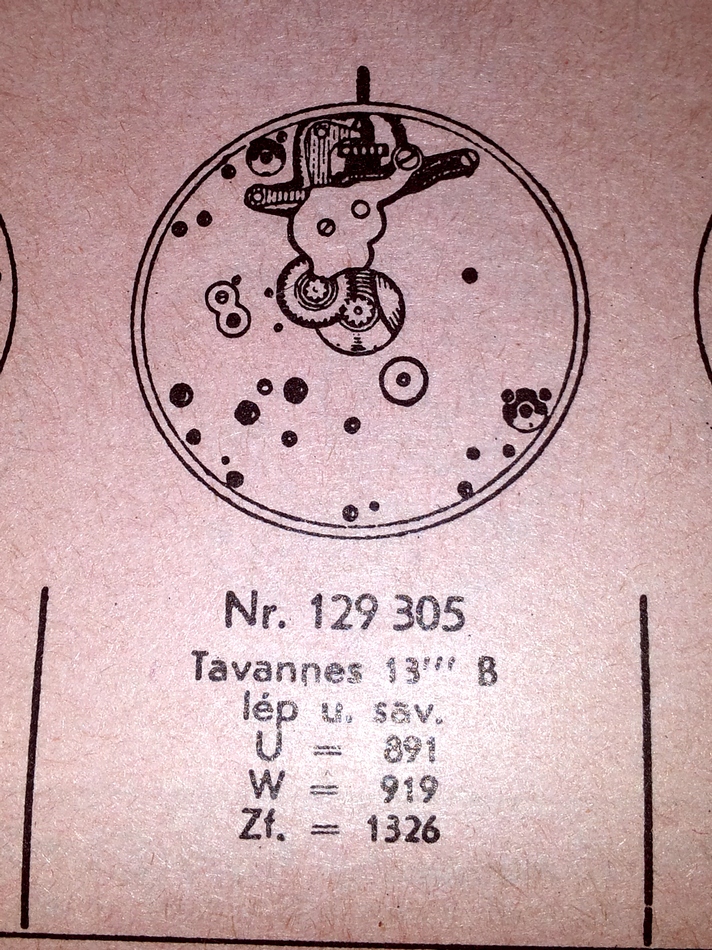 Nr. 129 305
Tavannes 13''' B
lép u. sav.
U = 891
W = 919
Zf. = 1326